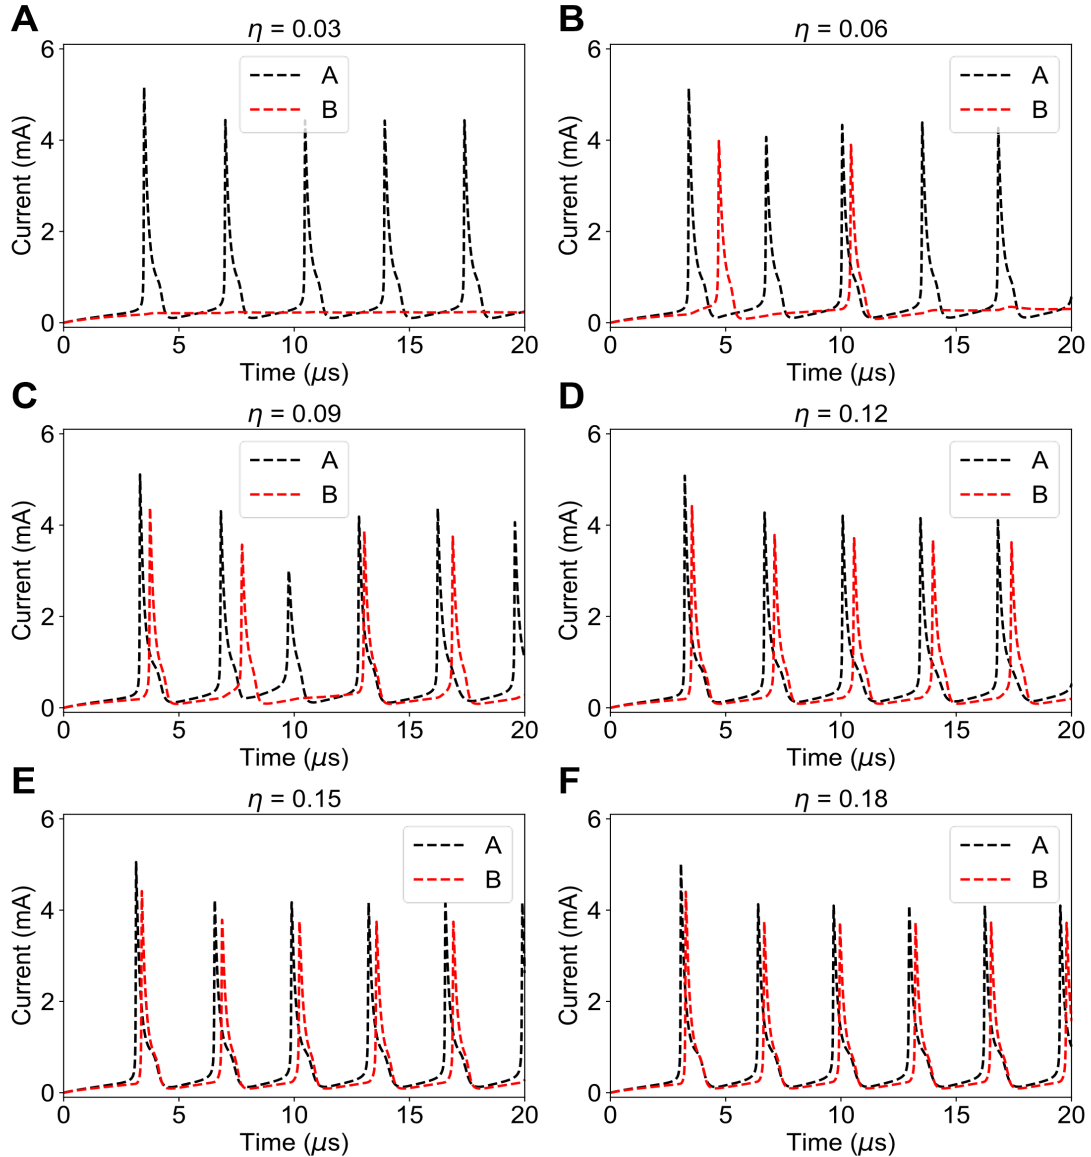 A
η = 0.03
Current (mA)
6
4
2
0
A
B
0 5 10 15 20
Time (μs)
B
η = 0.06
Current (mA)
6
4
2
0
A
B
0 5 10 15 20
Time (μs)
C
η = 0.09
Current (mA)
6
4
2
0
A
B
0 5 10 15 20
Time (μs)
D
η = 0.12
Current (mA)
6
4
2
0
A
B
0 5 10 15 20
Time (μs)
E
η = 0.15
Current (mA)
6
4
2
0
A
B
0 5 10 15 20
Time (μs)
F
η = 0.18
Current (mA)
6
4
2
0
A
B
0 5 10 15 20
Time (μs)